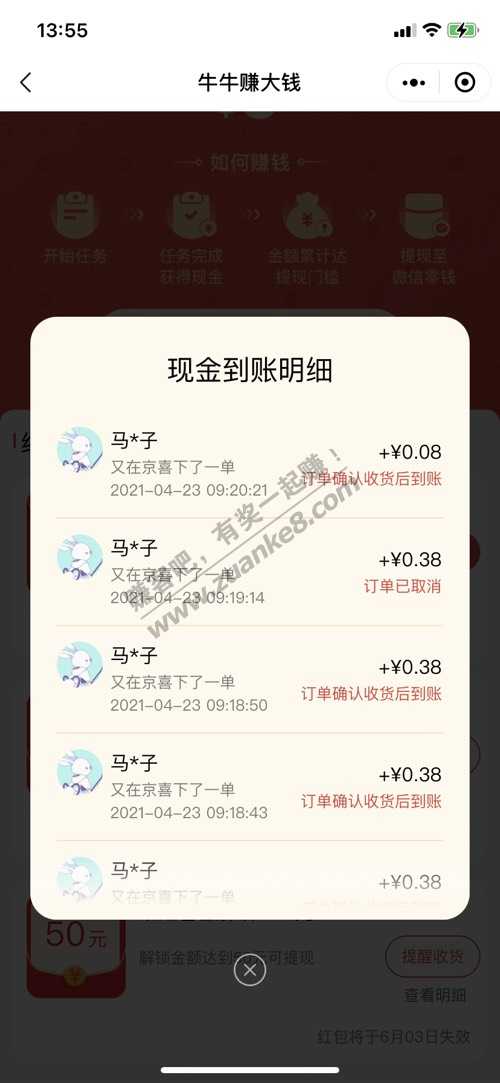 13:55
牛牛赚大钱
如何赚钱
开始任务
任务完成
获得现金
金额累计达
提现门槛
提现至
微信零钱
现金到账明细
马*子
又在京喜下了一单
2021-04-23 09:20:21
+¥0.08
订单确认收货后到账
马*子
又在京喜下了一单
2021-04-23 09:19:14
+¥0.38
订单已取消
赚客吧，有奖一起赚！
www.zuanke8.com
马*子
又在京喜下了一单
2021-04-23 09:18:50
+¥0.38
订单确认收货后到账
马*子
又在京喜下了一单
2021-04-23 09:18:43
+¥0.38
订单确认收货后到账
马*子
又在京喜下了一单
+¥0.38
50元
提醒收货
查看明细
红包将于6月03日失效